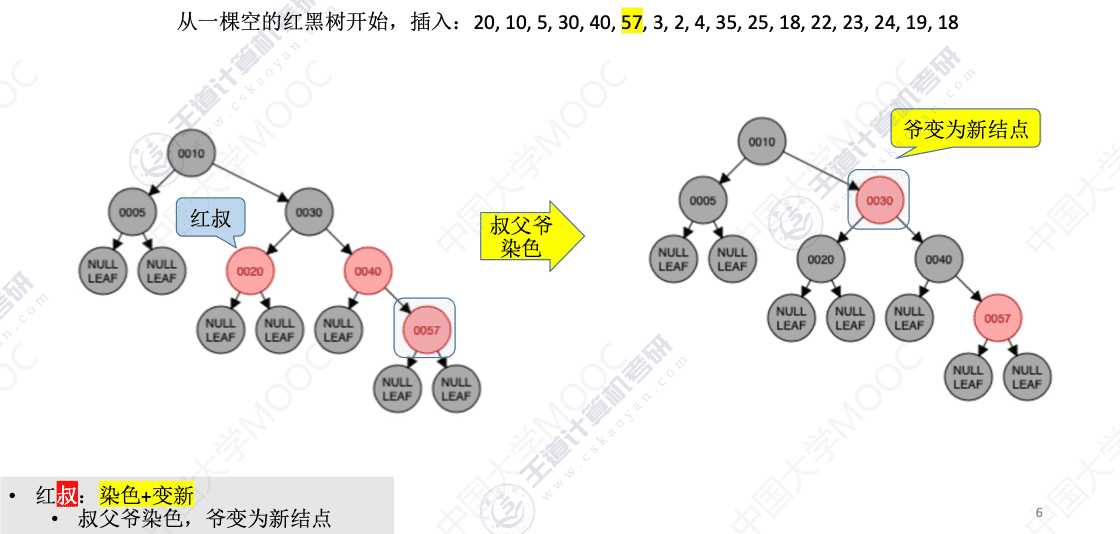 从一棵空的红黑树开始，插入：20, 10, 5, 30, 40, 57, 3, 2, 4, 35, 25, 18, 22, 23, 24, 19, 18
0010
0005
0030
红叔
NULL LEAF
NULL LEAF
0020
0040
NULL LEAF
NULL LEAF
NULL LEAF
0057
NULL LEAF
NULL LEAF
叔父爷
染色
爷变为新结点
0010
0005
0030
NULL LEAF
NULL LEAF
0020
0040
NULL LEAF
NULL LEAF
NULL LEAF
0057
NULL LEAF
NULL LEAF
• 红叔：染色+变新
• 叔父爷染色，爷变为新结点
6
王道计算机考研
www.cskaoyan.com
中国大学MOOC